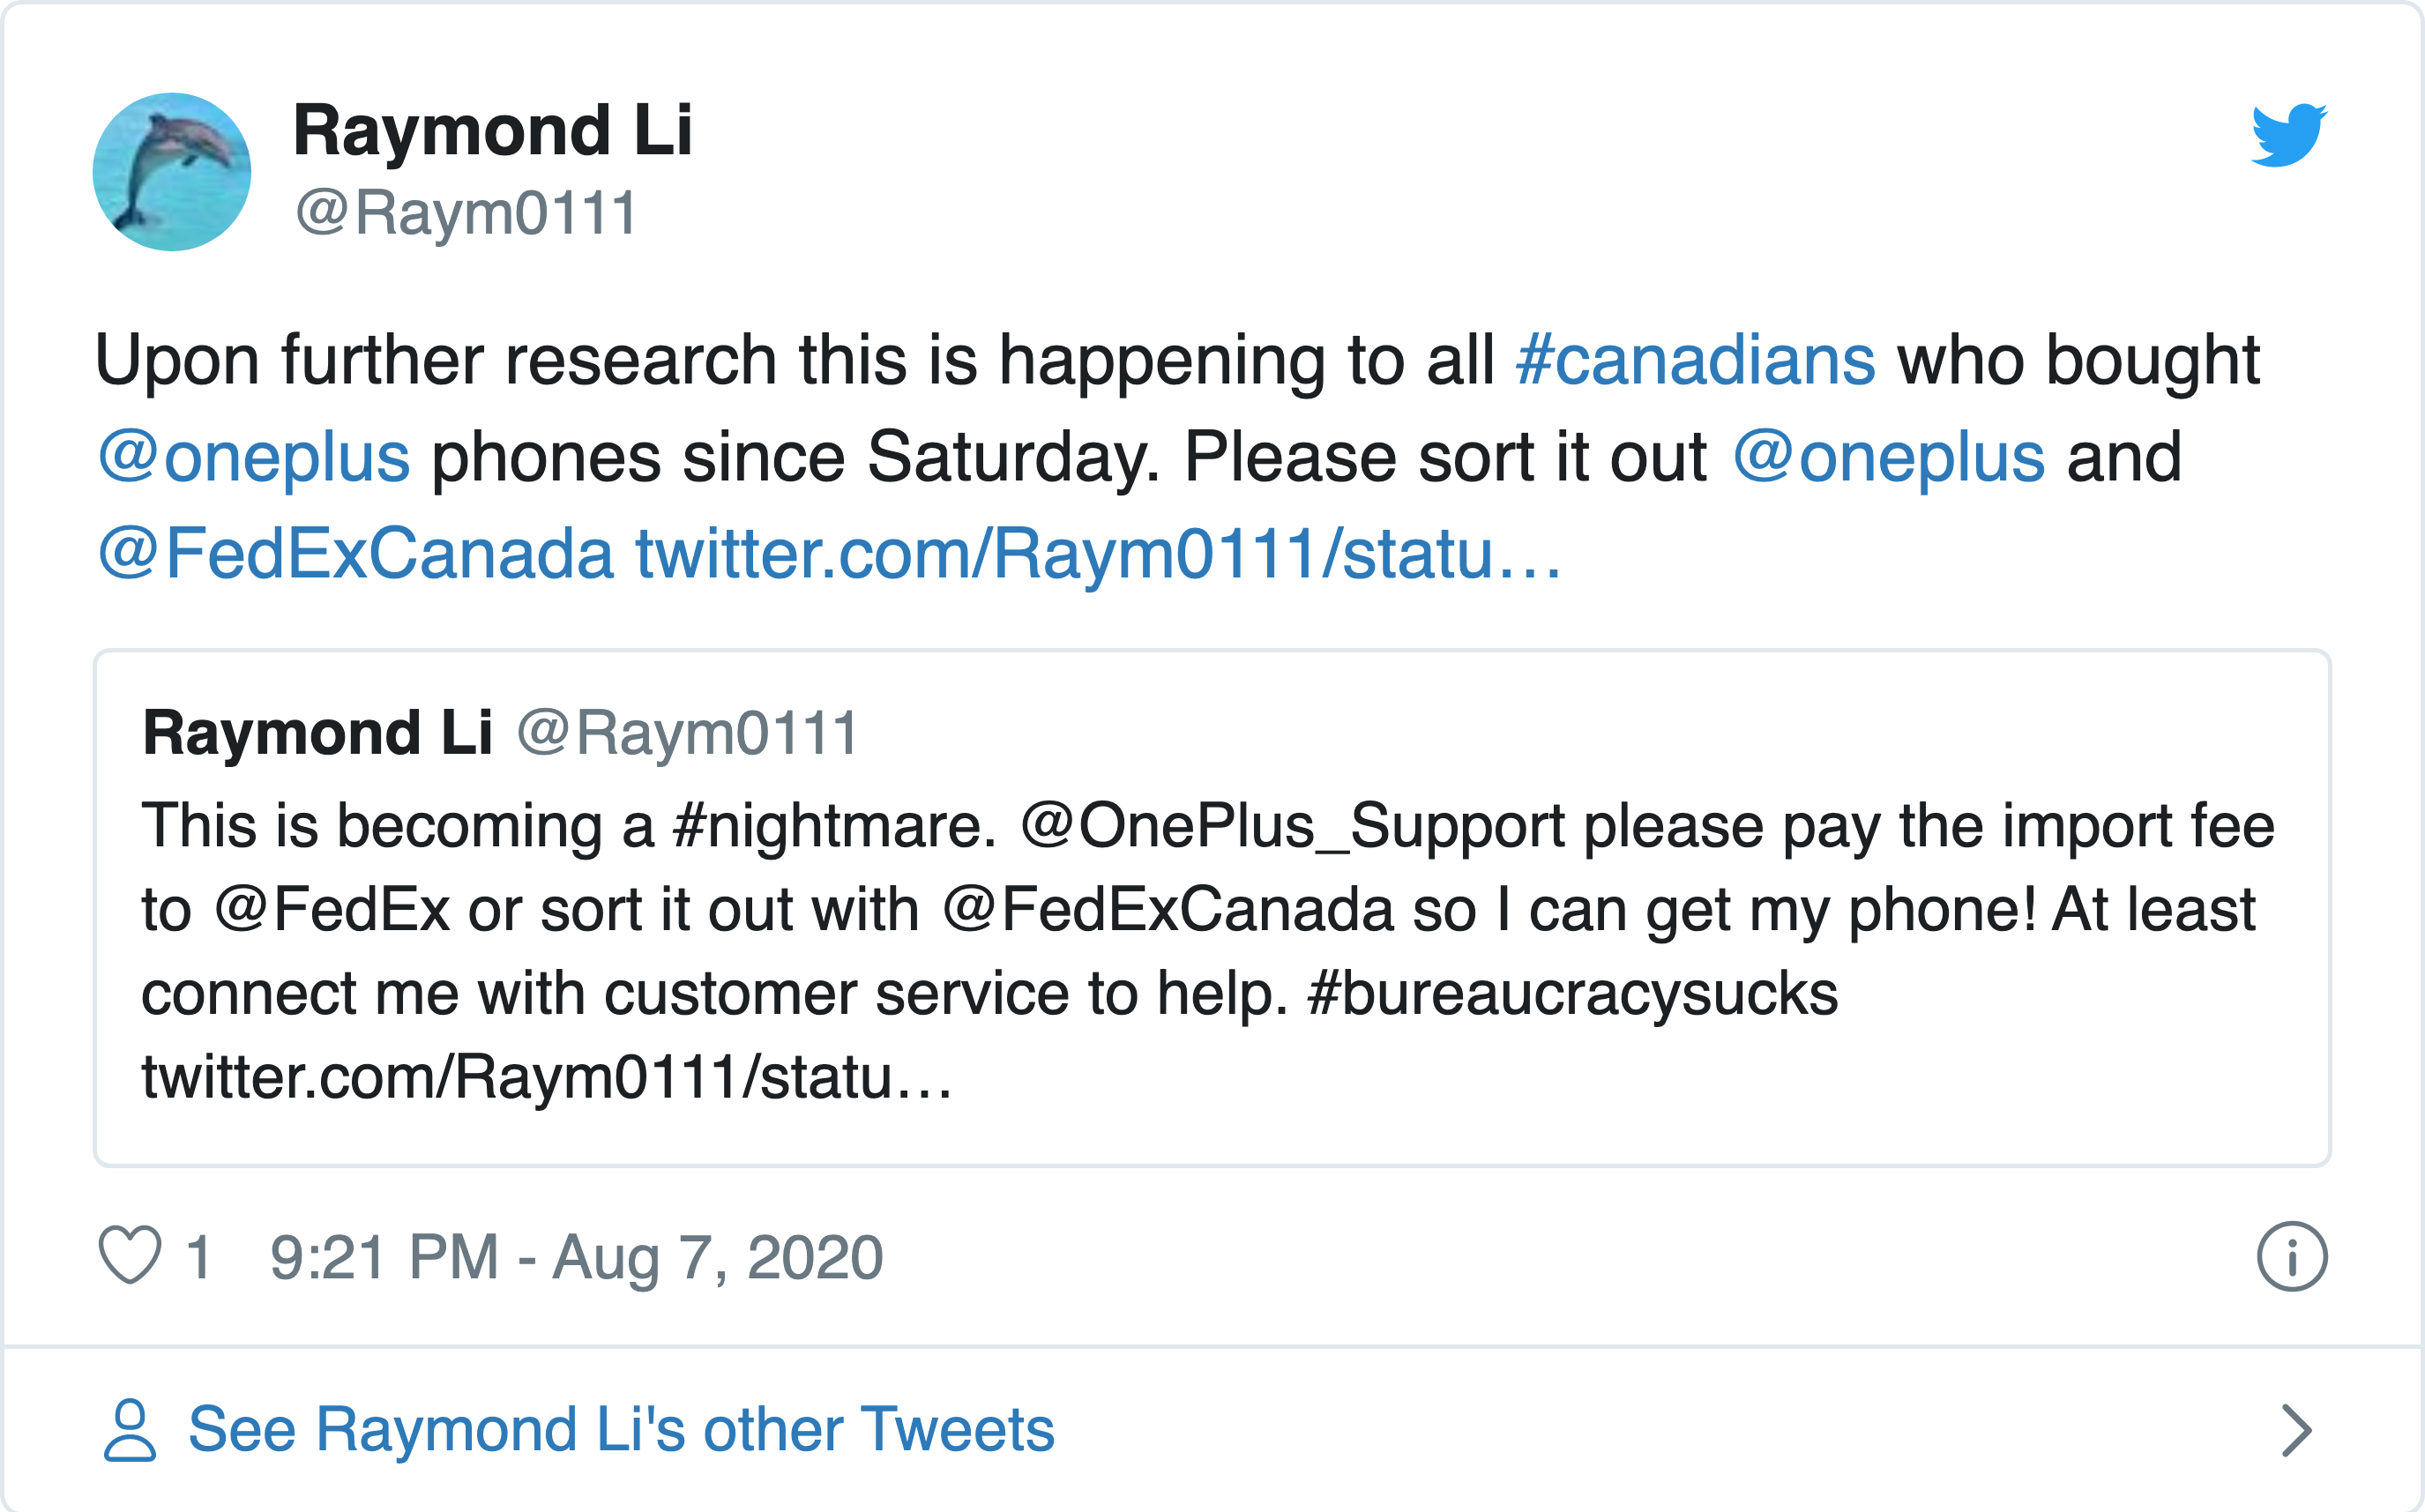 Raymond Li
@Raym0111
Upon further research this is happening to all #canadians who bought
@oneplus phones since Saturday. Please sort it out @oneplus and
@FedExCanada twitter.com/Raym0111/statu…
Raymond Li @Raym0111
This is becoming a #nightmare. @OnePlus_Support please pay the import fee
to @FedEx or sort it out with @FedExCanada so I can get my phone! At least
connect me with customer service to help. #bureaucracysucks
twitter.com/Raym0111/statu…
1 9:21 PM - Aug 7, 2020
See Raymond Li's other Tweets